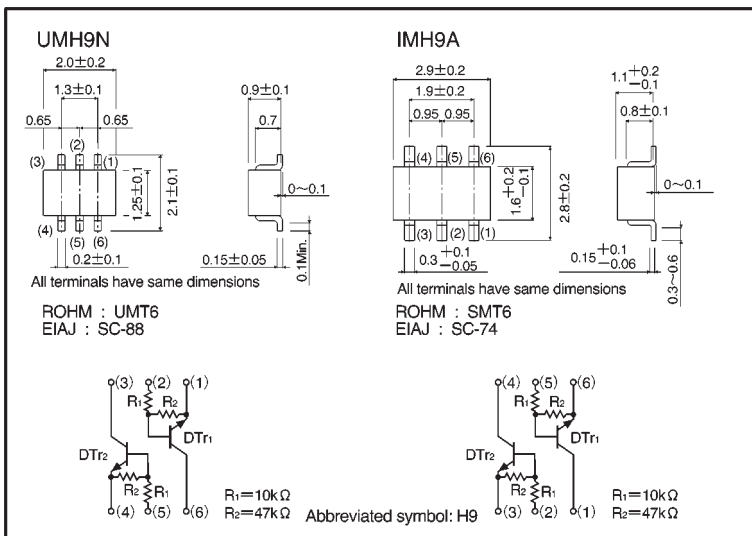 UMH9N
2.0±0.2
1.3±0.1
0.65 0.65
(2)
(3) (1)
(4) (5) (6)
1.25±0.1
2.1±0.1
0.2±0.1
0.9±0.1
0.7
0~0.1
0.15±0.05
0.1Min.
All terminals have same dimensions
ROHM : UMT6
EIAJ : SC-88
IMH9A
2.9±0.2
1.9±0.2
0.95 0.95
(4) (5) (6)
(3) (2) (1)
1.6+0.2−0.1
2.8±0.2
0.3+0.1−0.05
1.1+0.2−0.1
0.8±0.1
0~0.1
0.15+0.1−0.06
0.3~0.6
All terminals have same dimensions
ROHM : SMT6
EIAJ : SC-74
(3) (2) (1)
R1 R2
DTr1
DTr2
R2 R1
(4) (5) (6)
R1=10kΩ
R2=47kΩ
Abbreviated symbol: H9
(4) (5) (6)
R1 R2
DTr1
DTr2
R2 R1
(3) (2) (1)
R1=10kΩ
R2=47kΩ